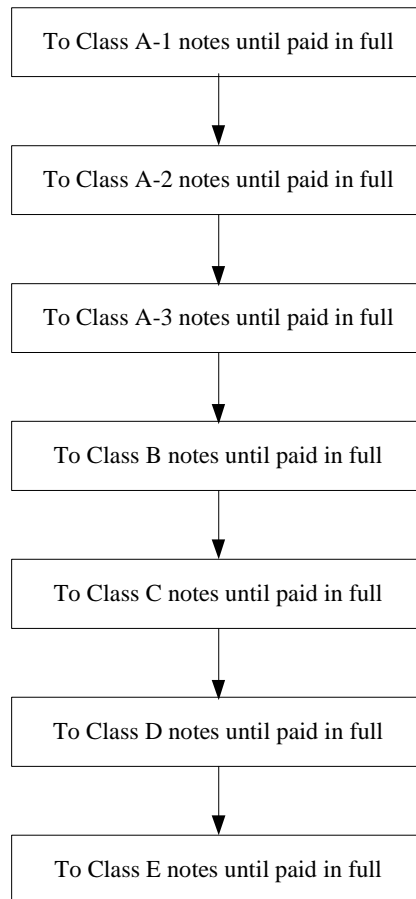 To Class A-1 notes until paid in full
To Class A-2 notes until paid in full
To Class A-3 notes until paid in full
To Class B notes until paid in full
To Class C notes until paid in full
To Class D notes until paid in full
To Class E notes until paid in full